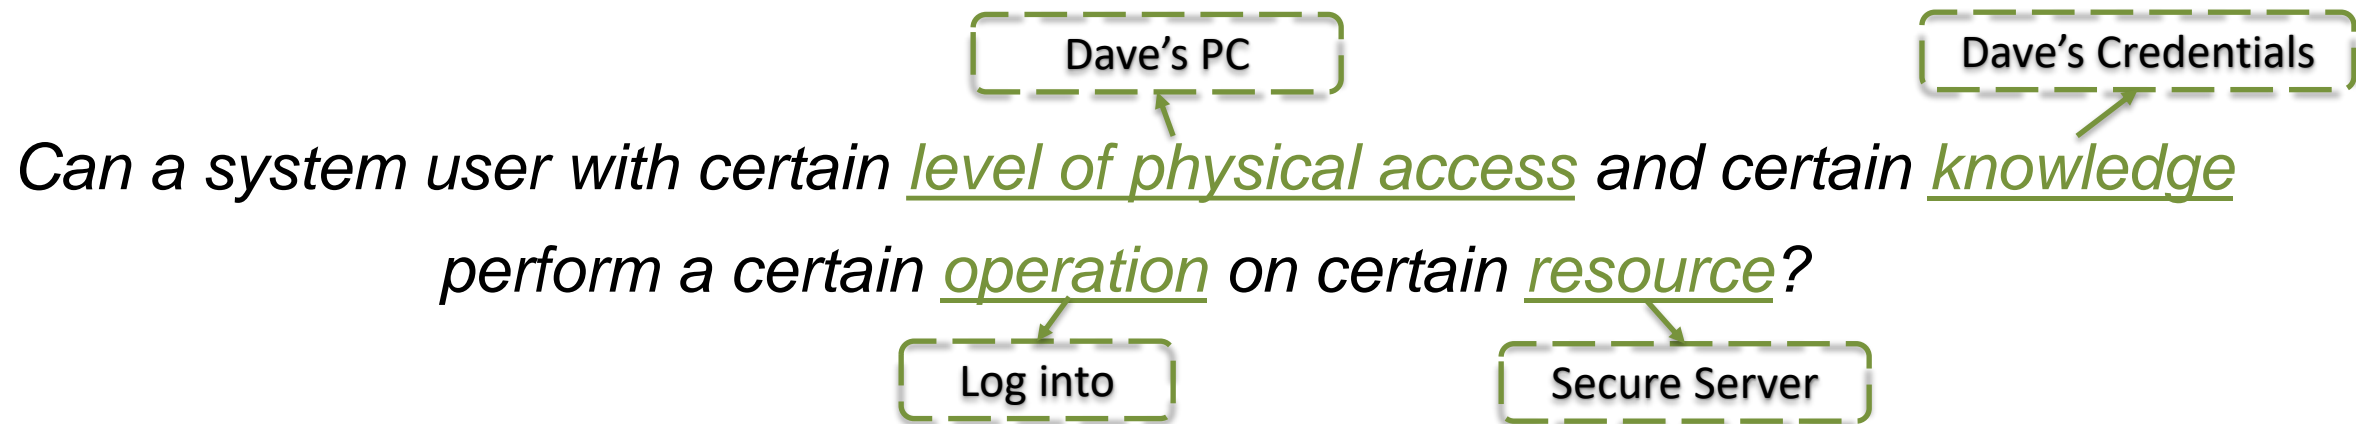 Dave’s PC
Dave’s Credentials
Can a system user with certain level of physical access and certain knowledge
perform a certain operation on certain resource?
Log into
Secure Server